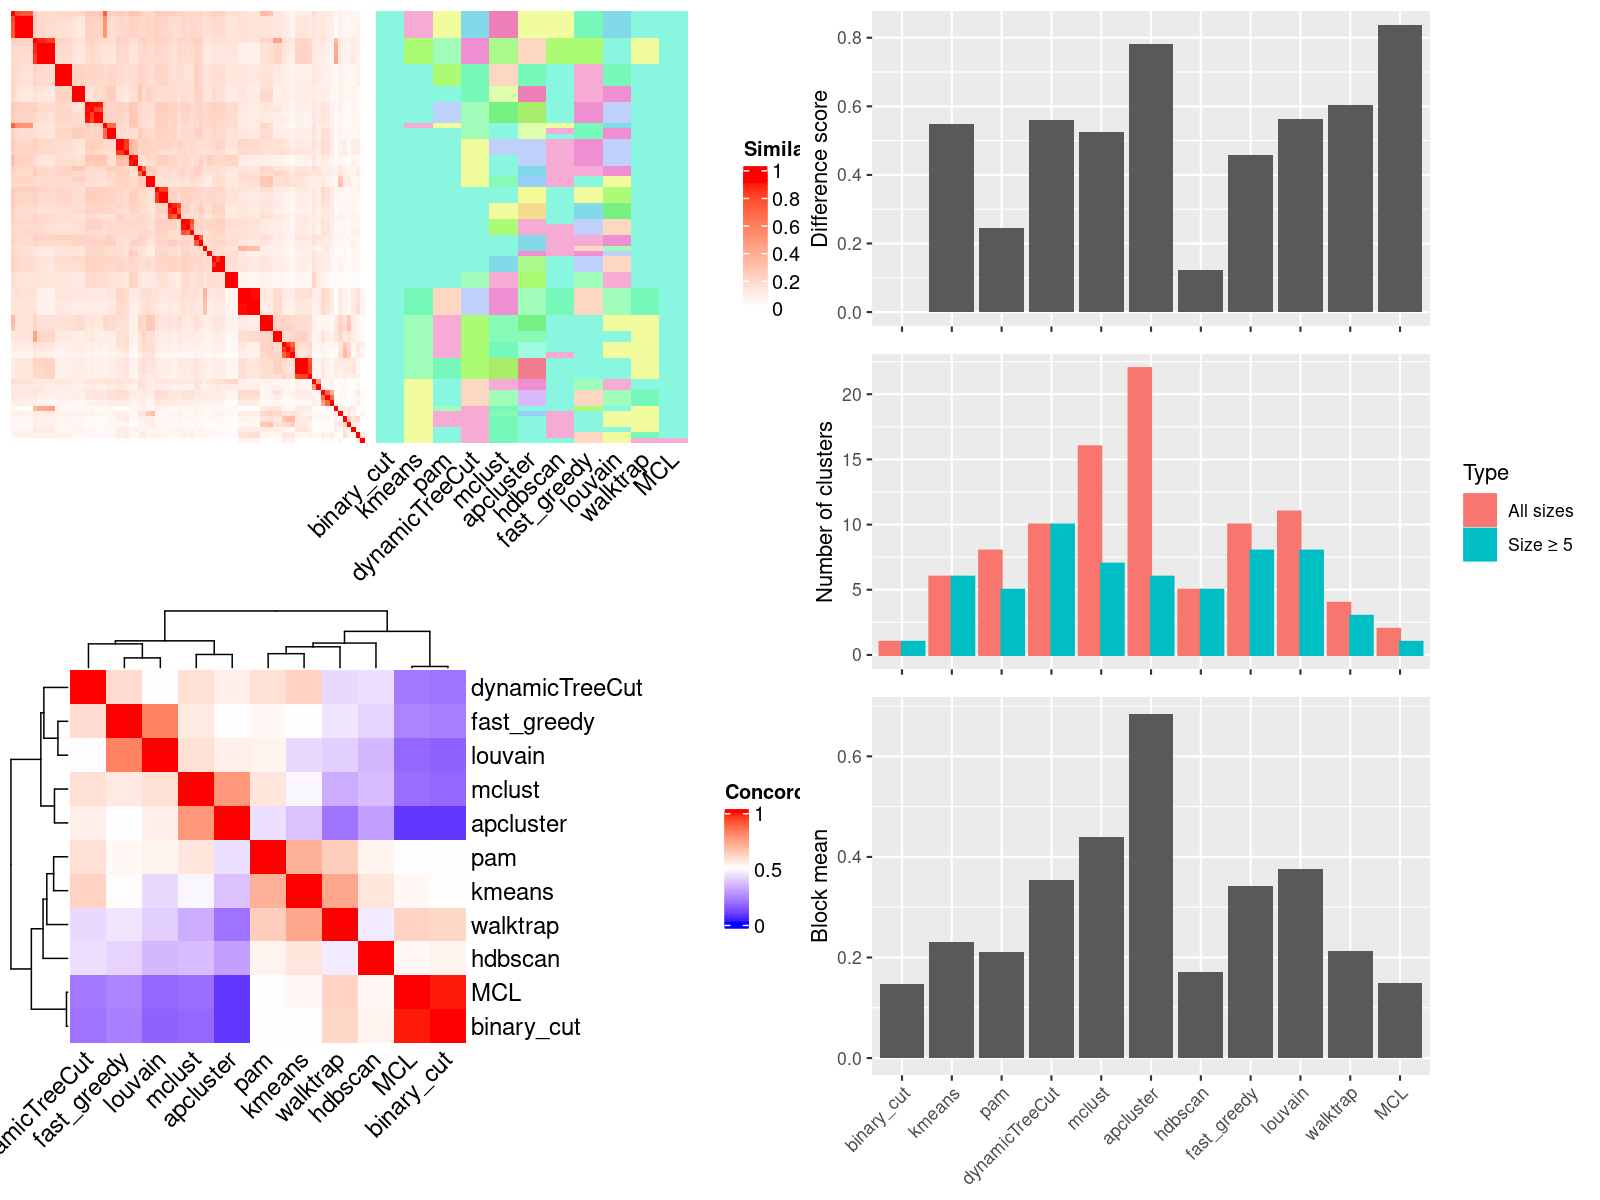 Simila
1
0.8
0.6
0.4
0.2
0
binary_cut
kmeans
pam
dynamicTreeCut
mclust
apcluster
hdbscan
fast_greedy
louvain
walktrap
MCL
dynamicTreeCut
fast_greedy
louvain
mclust
apcluster
pam
kmeans
walktrap
hdbscan
MCL
binary_cut
Concord
1
0.5
0
amicTreeCut
fast_greedy
louvain
mclust
apcluster
pam
kmeans
walktrap
hdbscan
MCL
binary_cut
Difference score
0.8
0.6
0.4
0.2
0.0
Number of clusters
20
15
10
5
0
Type
All sizes
Size ≥ 5
Block mean
0.6
0.4
0.2
0.0
binary_cut
kmeans
pam
dynamicTreeCut
mclust
apcluster
hdbscan
fast_greedy
louvain
walktrap
MCL